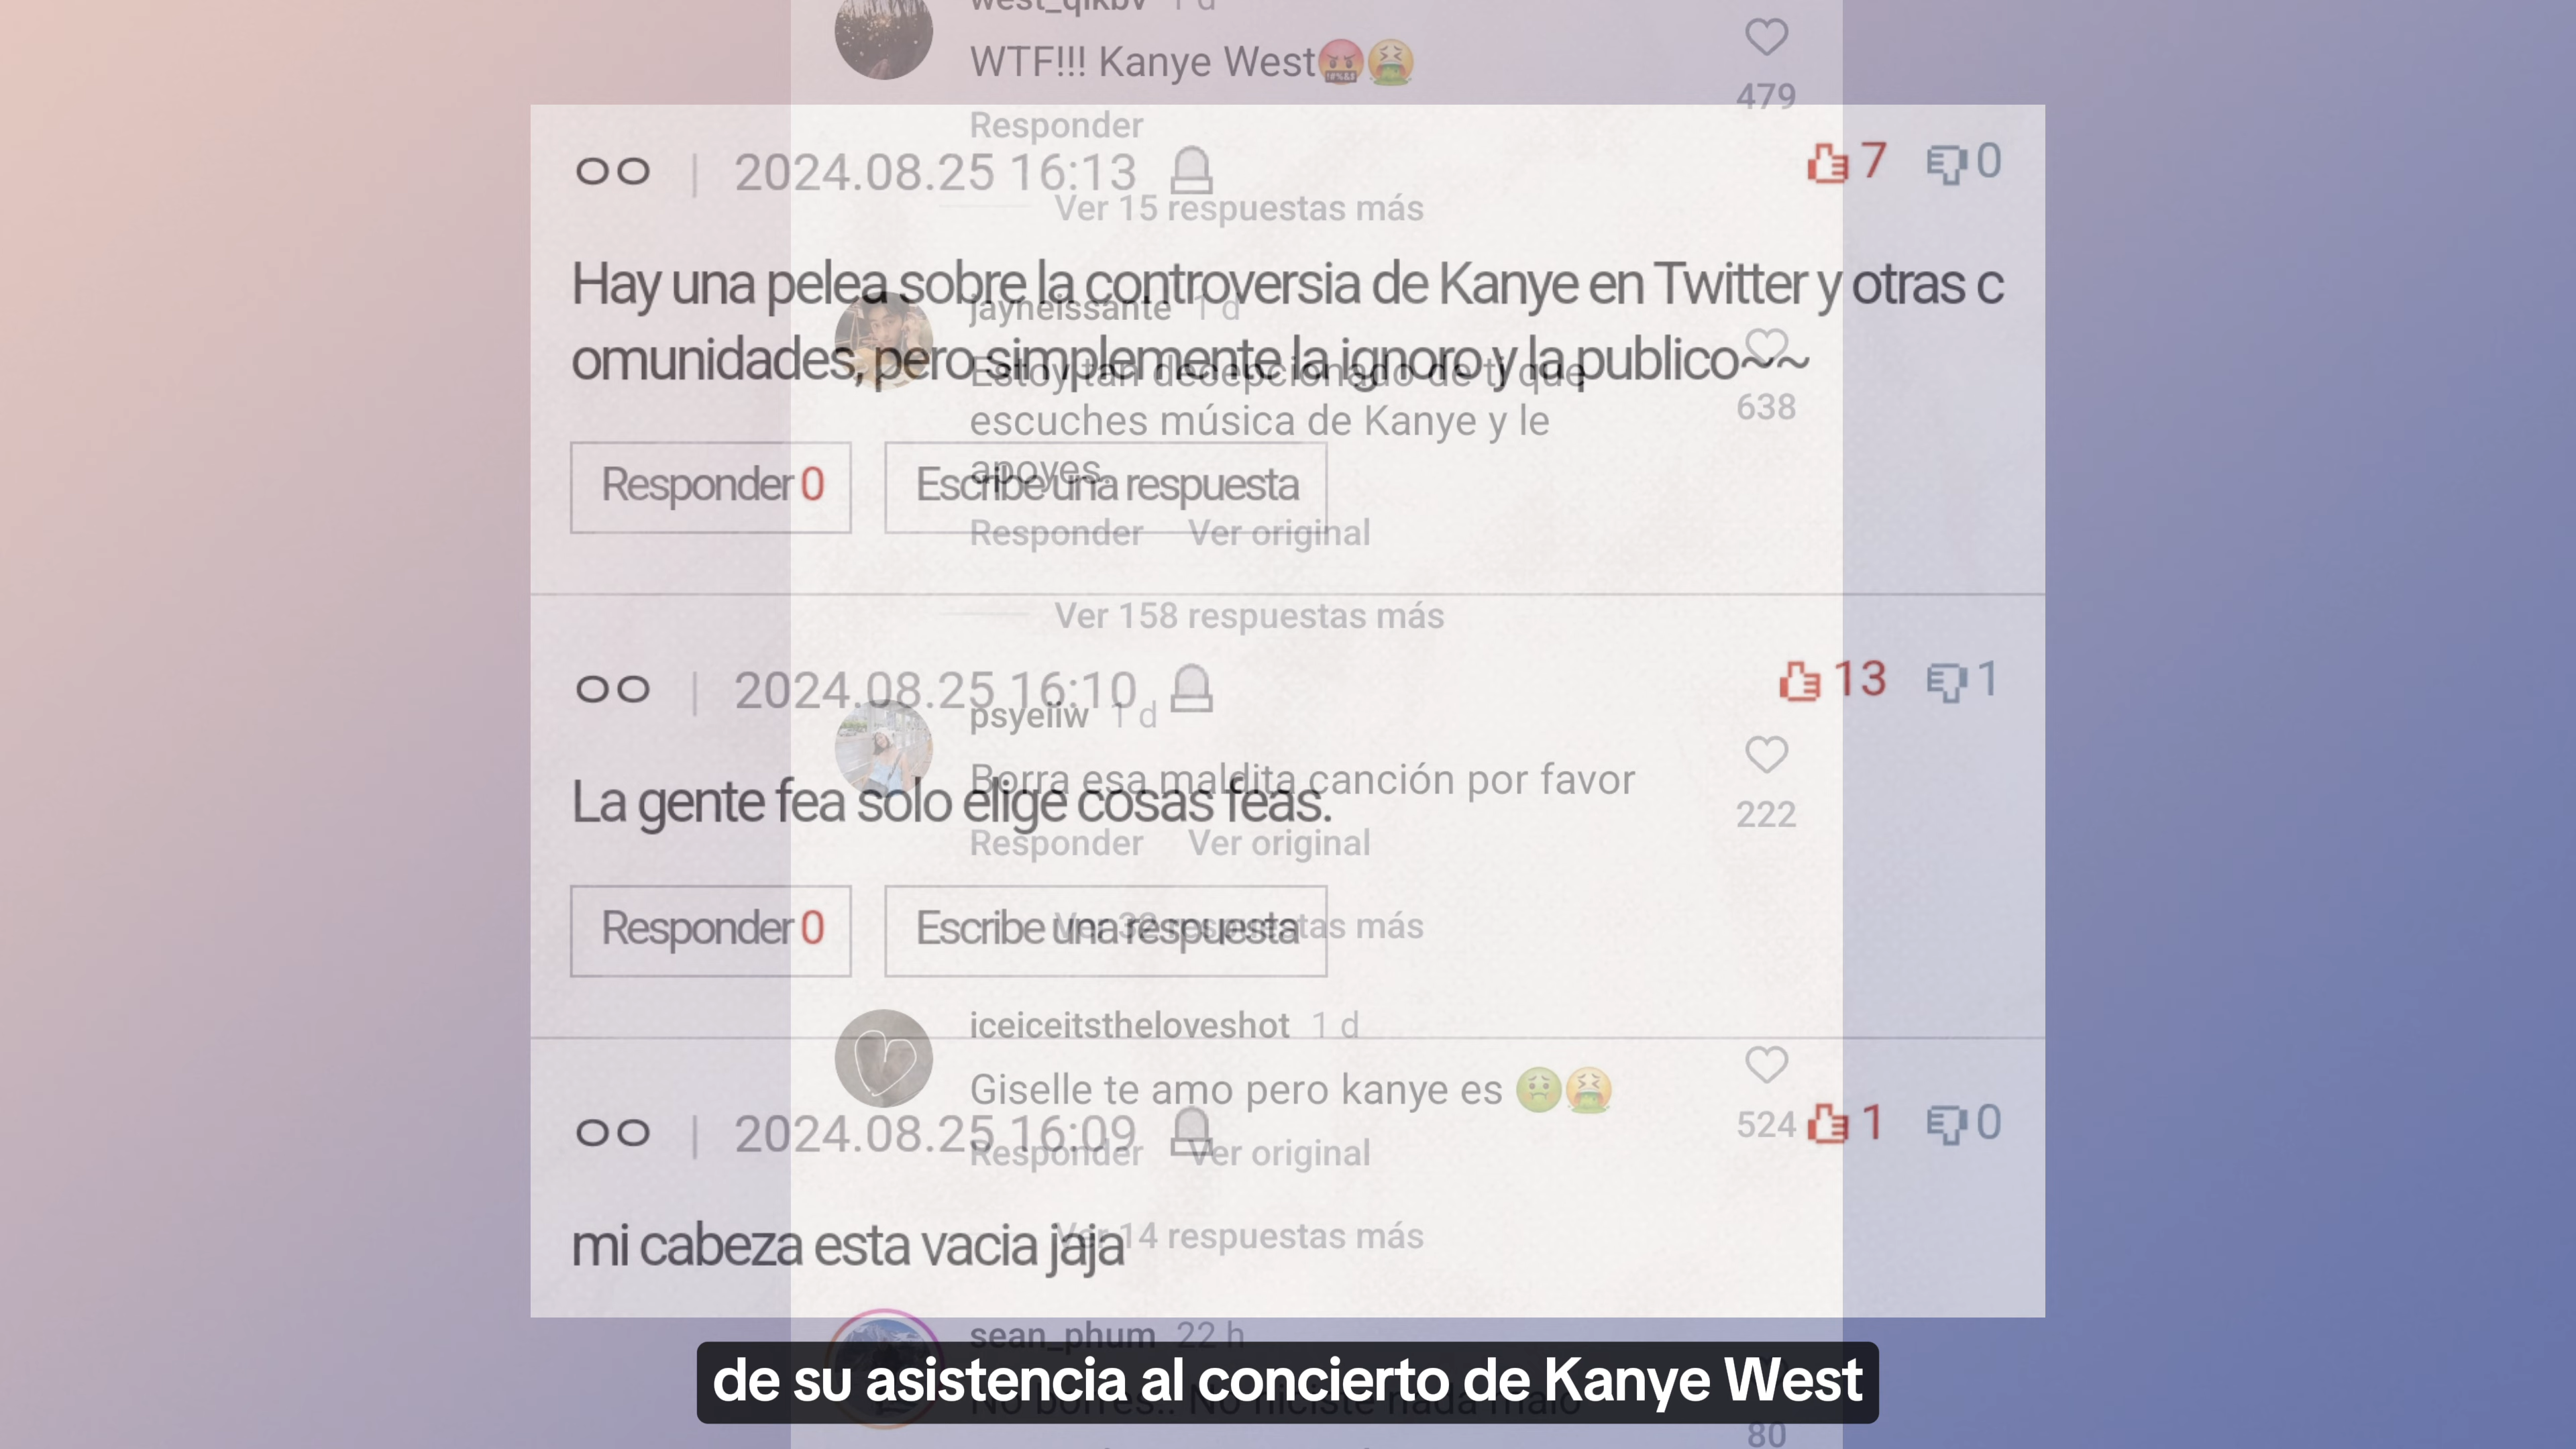 west_qikbv 1 d
WTF!!! Kanye West🤬🤮
479
Responder
Ver 15 respuestas más
jayneissante 1 d
Estoy tan decepcionado de ti que
escuches música de Kanye y le
apoyes.
638
Responder Ver original
Ver 158 respuestas más
psyeiiw 1 d
Borra esa maldita canción por favor
222
Responder Ver original
Ver 32 respuestas más
iceiceitstheloveshot 1 d
Giselle te amo pero kanye es 🤢🤮
524
Responder Ver original
Ver 14 respuestas más
sean_phum 22 h
No borres.. No hiciste nada malo
80
ㅇㅇ | 2024.08.25 16:13 7 0
Hay una pelea sobre la controversia de Kanye en Twitter y otras c
omunidades, pero simplemente la ignoro y la publico~~
Responder 0 Escribe una respuesta
ㅇㅇ | 2024.08.25 16:10 13 1
La gente fea solo elige cosas feas.
Responder 0 Escribe una respuesta
ㅇㅇ | 2024.08.25 16:09 1 0
mi cabeza esta vacia jaja
de su asistencia al concierto de Kanye West